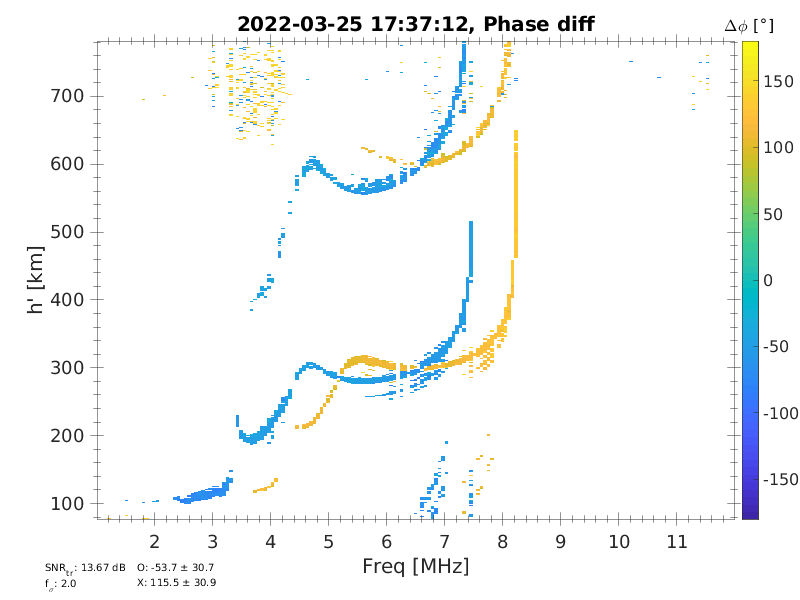 2022-03-25 17:37:12, Phase diff
Δϕ [°]
700
600
500
400
300
200
100
h' [km]
150
100
50
0
-50
-100
-150
2 3 4 5 6 7 8 9 10 11
Freq [MHz]
SNRtr: 13.67 dB O: -53.7 ± 30.7
fσ: 2.0 X: 115.5 ± 30.9